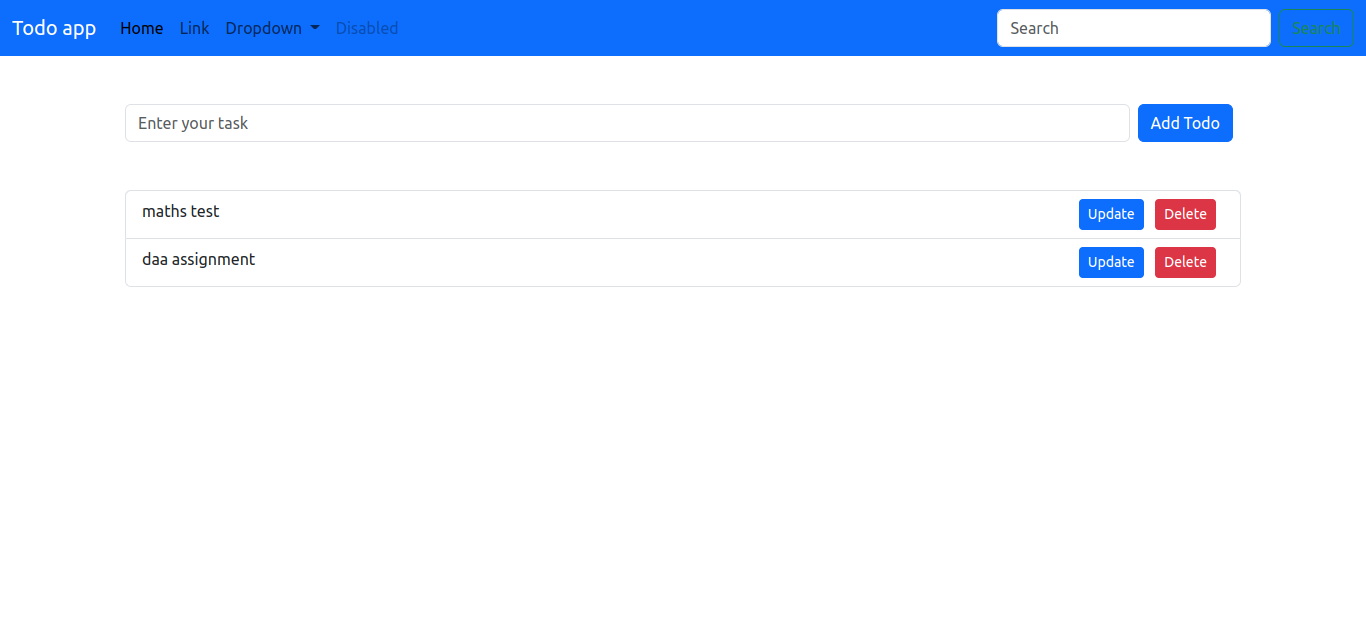 Todo app Home Link Dropdown Disabled Search Search
Enter your task Add Todo
maths test Update Delete
daa assignment Update Delete